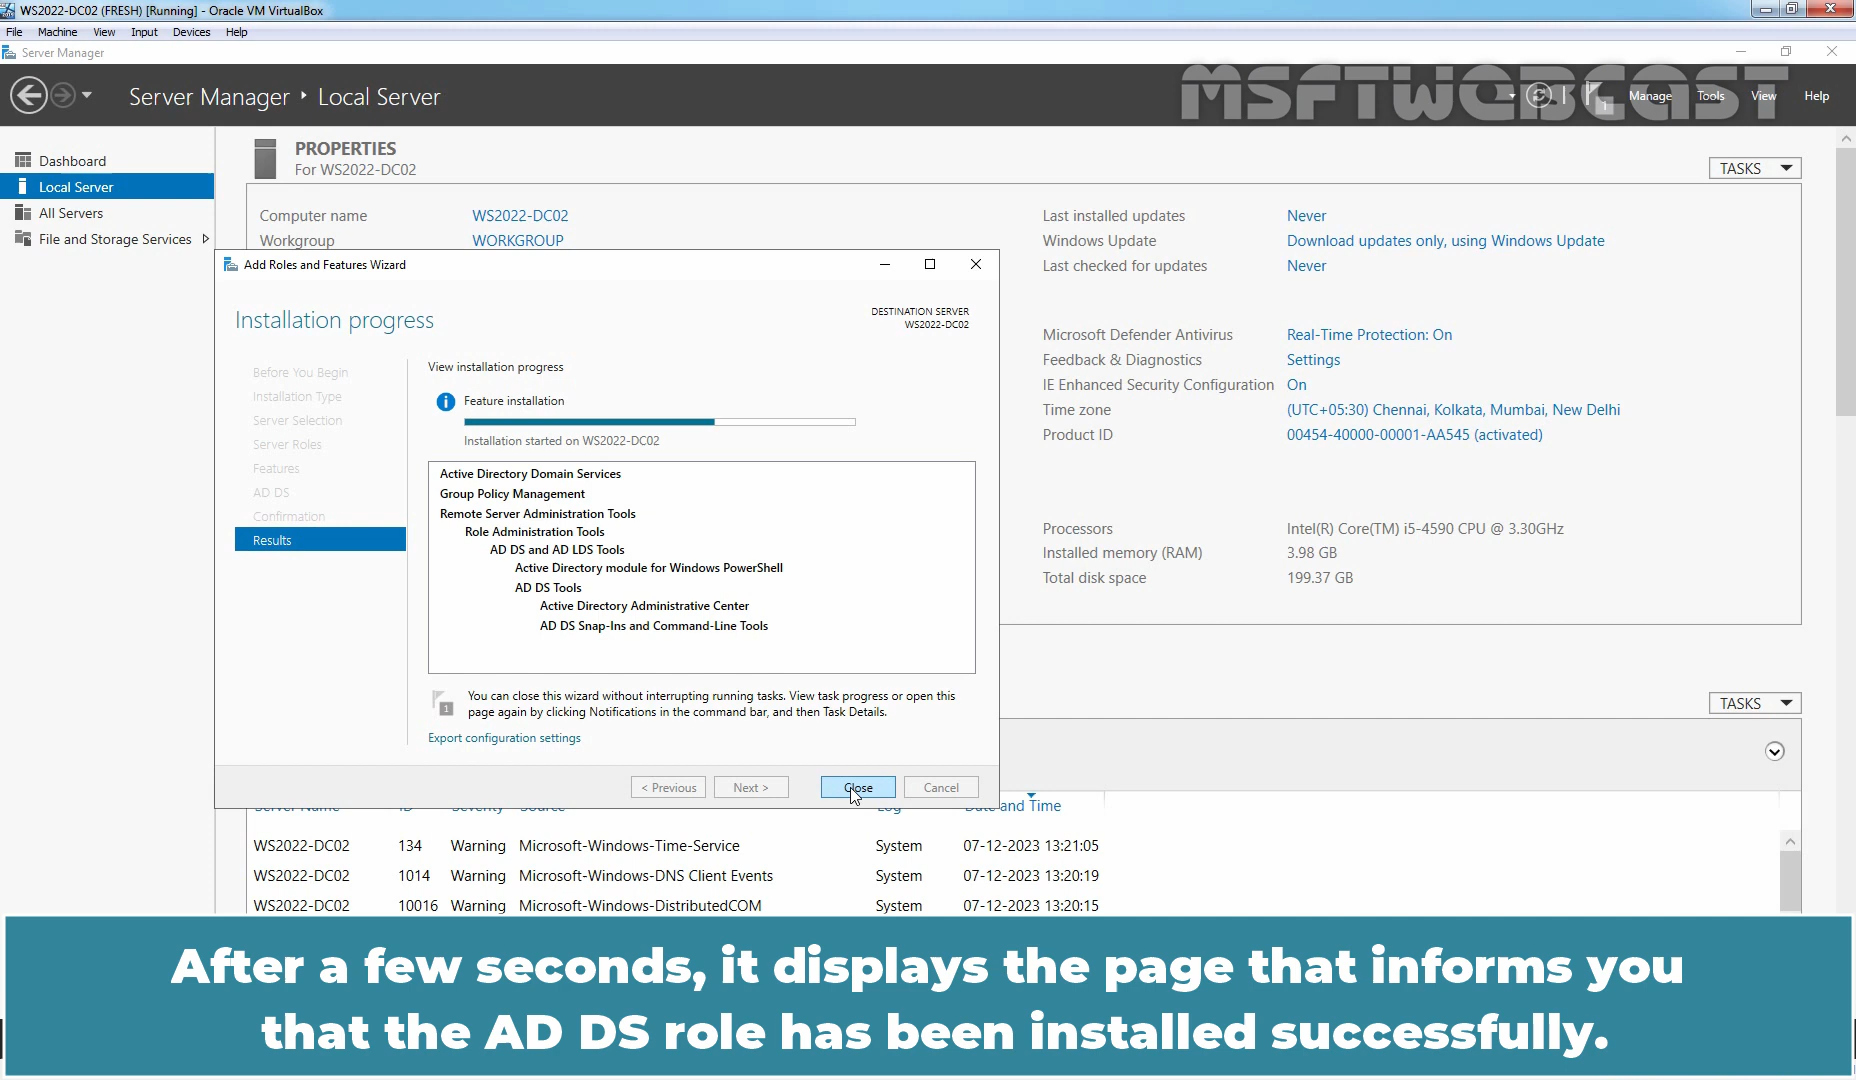 WS2022-DC02 (FRESH) [Running] - Oracle VM VirtualBox
File Machine View Input Devices Help
Server Manager
Server Manager ‣ Local Server
MSFTWEBCAST
1
Manage Tools View Help
Dashboard
Local Server
All Servers
File and Storage Services
PROPERTIES
For WS2022-DC02
TASKS
Computer name WS2022-DC02
Workgroup WORKGROUP
Last installed updates Never
Windows Update Download updates only, using Windows Update
Last checked for updates Never
Microsoft Defender Antivirus Real-Time Protection: On
Feedback & Diagnostics Settings
IE Enhanced Security Configuration On
Time zone (UTC+05:30) Chennai, Kolkata, Mumbai, New Delhi
Product ID 00454-40000-00001-AA545 (activated)
Processors Intel(R) Core(TM) i5-4590 CPU @ 3.30GHz
Installed memory (RAM) 3.98 GB
Total disk space 199.37 GB
Add Roles and Features Wizard
Installation progress
DESTINATION SERVER
WS2022-DC02
Before You Begin
Installation Type
Server Selection
Server Roles
Features
AD DS
Confirmation
Results
View installation progress
Feature installation
Installation started on WS2022-DC02
Active Directory Domain Services
Group Policy Management
Remote Server Administration Tools
Role Administration Tools
AD DS and AD LDS Tools
Active Directory module for Windows PowerShell
AD DS Tools
Active Directory Administrative Center
AD DS Snap-Ins and Command-Line Tools
1
You can close this wizard without interrupting running tasks. View task progress or open this
page again by clicking Notifications in the command bar, and then Task Details.
Export configuration settings
< Previous Next > Close Cancel
TASKS
Server Name ID Severity Source Log Date and Time
WS2022-DC02 134 Warning Microsoft-Windows-Time-Service System 07-12-2023 13:21:05
WS2022-DC02 1014 Warning Microsoft-Windows-DNS Client Events System 07-12-2023 13:20:19
WS2022-DC02 10016 Warning Microsoft-Windows-DistributedCOM System 07-12-2023 13:20:15
After a few seconds, it displays the page that informs you
that the AD DS role has been installed successfully.